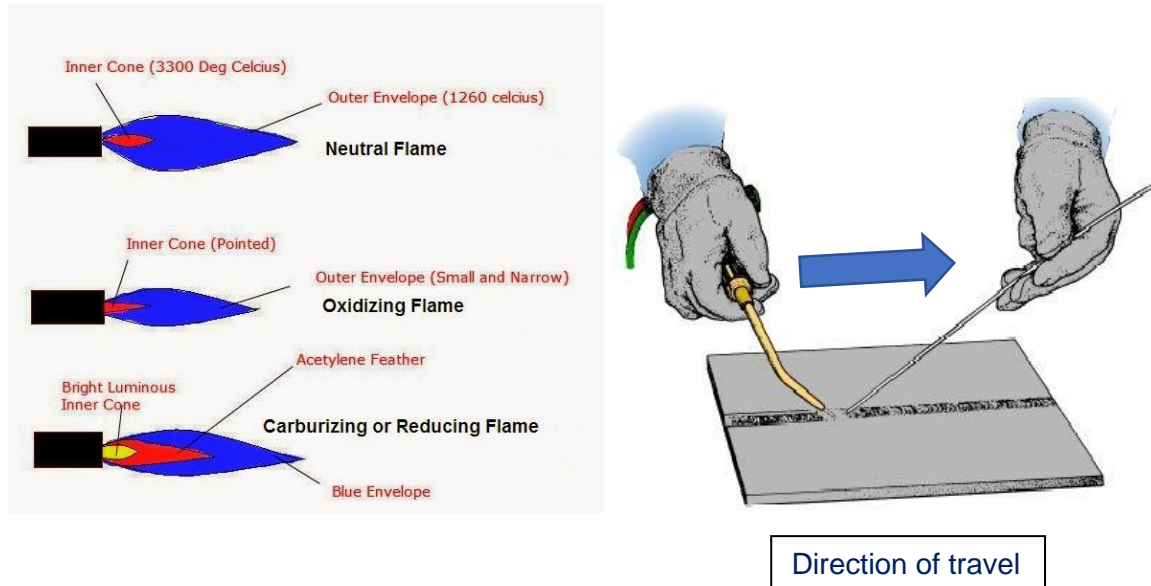 Inner Cone (3300 Deg Celcius)
Outer Envelope (1260 celcius)
Neutral Flame
Inner Cone (Pointed)
Outer Envelope (Small and Narrow)
Oxidizing Flame
Acetylene Feather
Bright Luminous
Inner Cone
Carburizing or Reducing Flame
Blue Envelope
Direction of travel